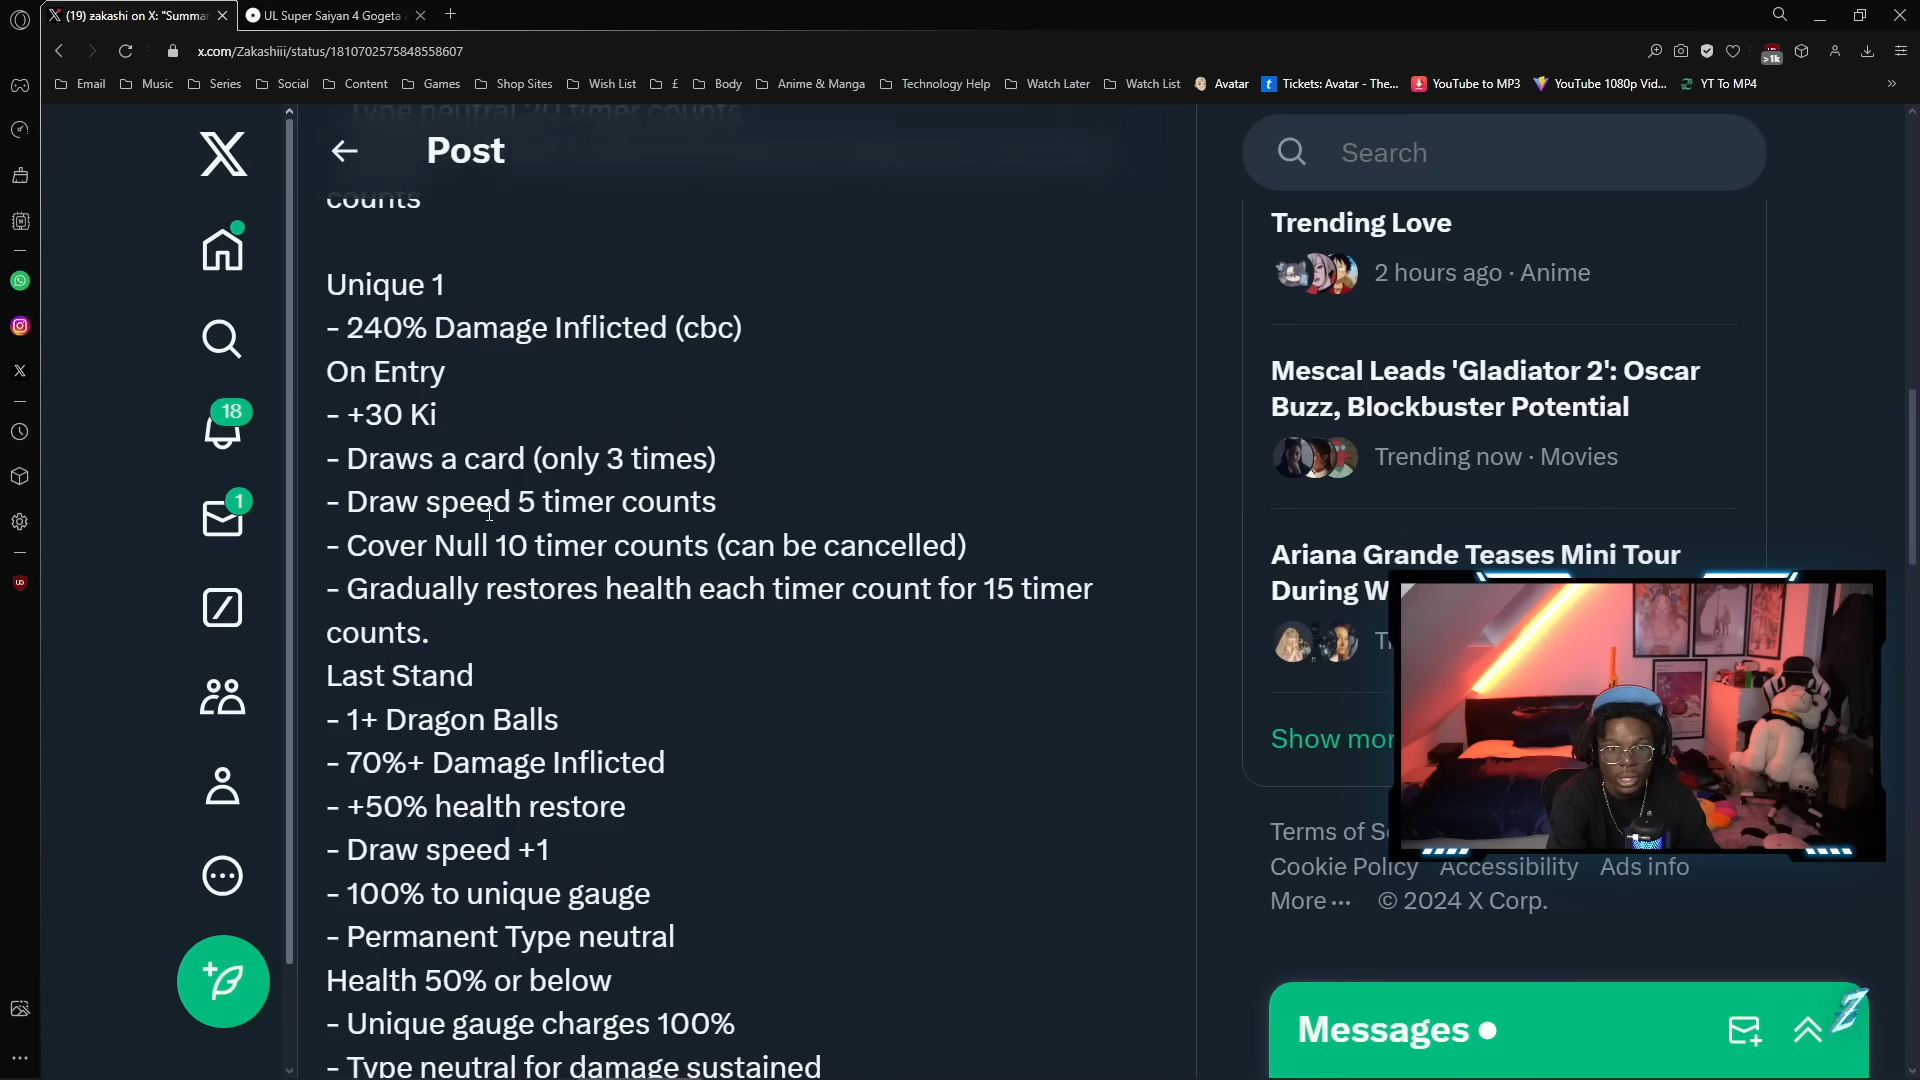 (19) zakashi on X: "Summar
UL Super Saiyan 4 Gogeta
x.com/Zakashiii/status/1810702575848558607
>1k
Email
Music
Series
Social
Content
Games
Shop Sites
Wish List
£
Body
Anime & Manga
Technology Help
Watch Later
Watch List
Avatar
Tickets: Avatar - The...
YouTube to MP3
YouTube 1080p Vid...
YT To MP4
- Type neutral 20 timer counts
Post
Search
counts
Unique 1
- 240% Damage Inflicted (cbc)
On Entry
- +30 Ki
- Draws a card (only 3 times)
- Draw speed 5 timer counts
- Cover Null 10 timer counts (can be cancelled)
- Gradually restores health each timer count for 15 timer
counts.
Last Stand
- 1+ Dragon Balls
- 70%+ Damage Inflicted
- +50% health restore
- Draw speed +1
- 100% to unique gauge
- Permanent Type neutral
Health 50% or below
- Unique gauge charges 100%
- Type neutral for damage sustained
18
1
Trending Love
2 hours ago · Anime
Mescal Leads 'Gladiator 2': Oscar
Buzz, Blockbuster Potential
Trending now · Movies
Ariana Grande Teases Mini Tour
During W
Show mor
Terms of S
Cookie Policy Accessibility Ads info
More ··· © 2024 X Corp.
Messages